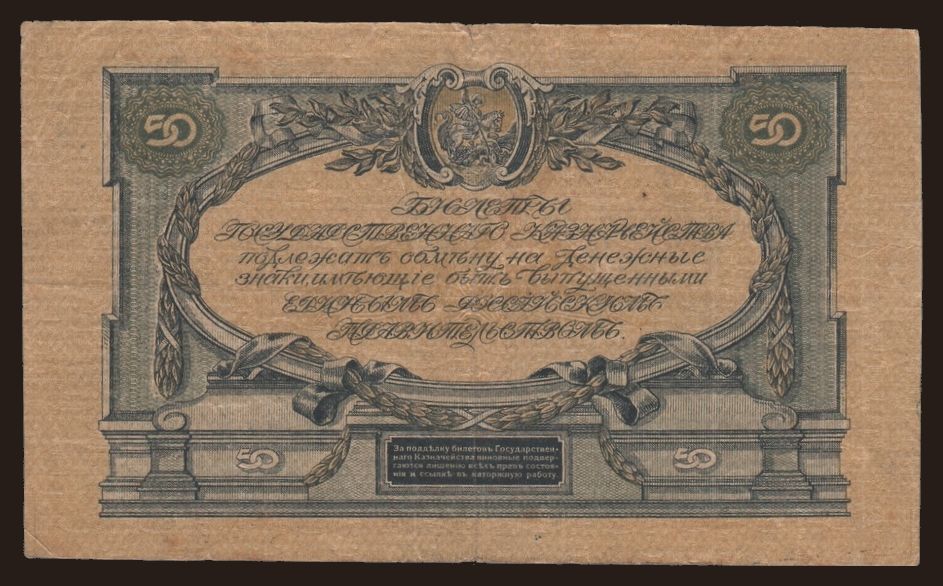 50 50
БИЛЕТЫ
ГОСУДАРСТВЕННАГО КАЗНАЧЕЙСТВА
подлежатъ обмѣну на денежные
знаки имѣющіе быть выпущенными
ЕДИНЫМЪ РОССІЙСКИМЪ
ПРАВИТЕЛЬСТВОМЪ.
За поддѣлку билетовъ Государствен-
наго Казначейства виновные подвер-
гаются лишенію всѣхъ правъ состоя-
нія и ссылкѣ въ каторжную работу.
50 50